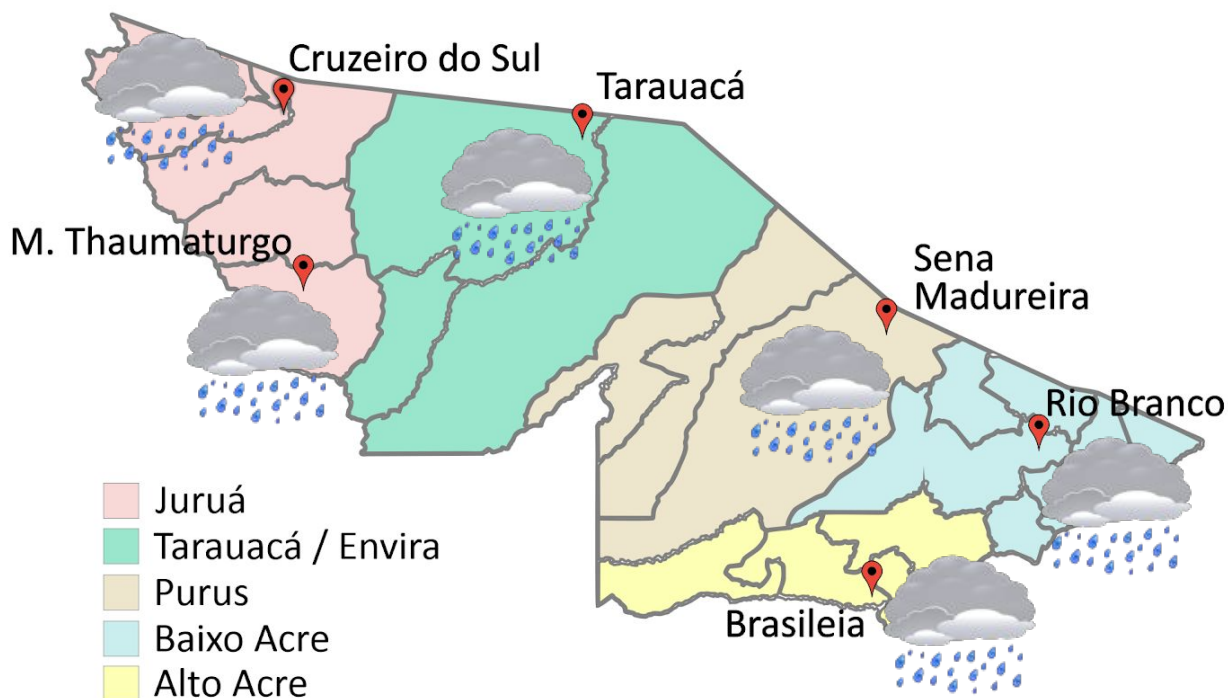 Cruzeiro do Sul
Tarauacá
M. Thaumaturgo
Sena
Madureira
Rio Branco
Brasileia
Juruá
Tarauacá / Envira
Purus
Baixo Acre
Alto Acre